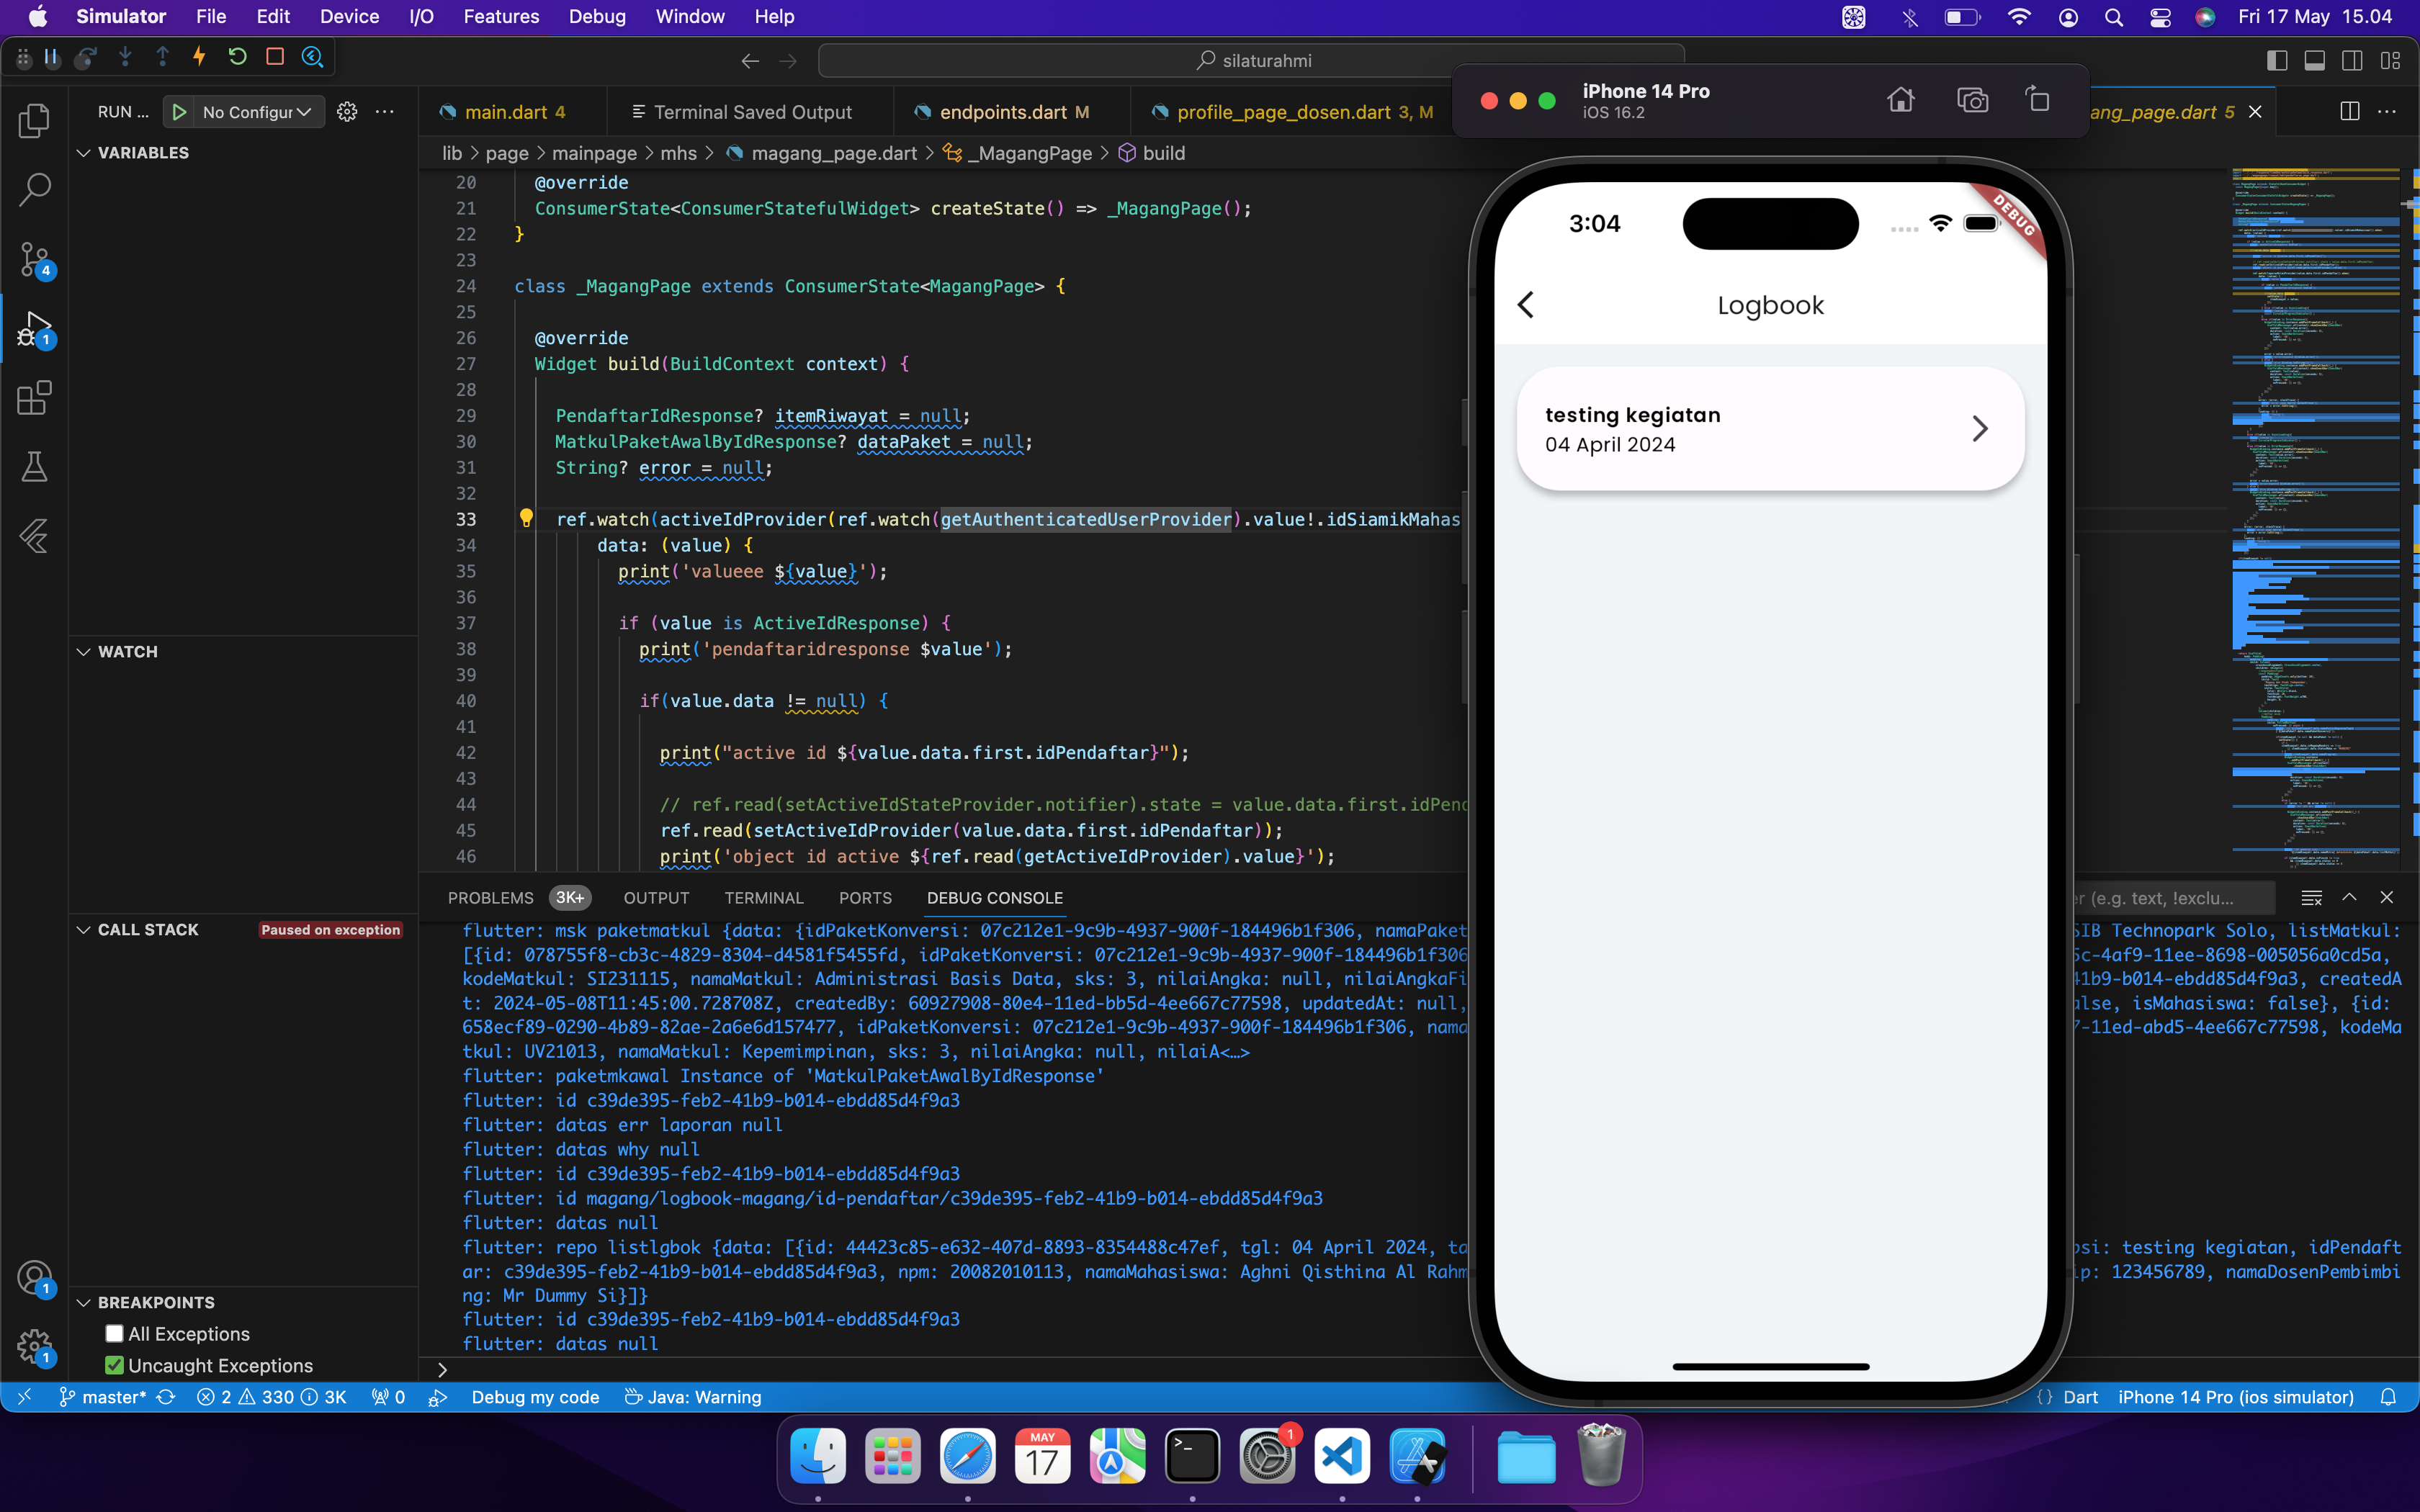 Simulator File Edit Device I/O Features Debug Window Help Fri 17 May 15.04
silaturahmi
RUN ... No Configur
main.dart 4
Terminal Saved Output
endpoints.dart M
profile_page_dosen.dart 3, M
ang_page.dart 5
lib > page > mainpage > mhs > magang_page.dart > _MagangPage > build
VARIABLES
WATCH
CALL STACK Paused on exception
BREAKPOINTS
All Exceptions
Uncaught Exceptions
4
1
1
1
20 @override
21 ConsumerState<ConsumerStatefulWidget> createState() => _MagangPage();
22 }
23
24 class _MagangPage extends ConsumerState<MagangPage> {
25
26 @override
27 Widget build(BuildContext context) {
28
29 PendaftarIdResponse? itemRiwayat = null;
30 MatkulPaketAwalByIdResponse? dataPaket = null;
31 String? error = null;
32
33 ref.watch(activeIdProvider(ref.watch(getAuthenticatedUserProvider).value!.idSiamikMahas
34 data: (value) {
35 print('valueee ${value}');
36
37 if (value is ActiveIdResponse) {
38 print('pendaftaridresponse $value');
39
40 if(value.data != null) {
41
42 print("active id ${value.data.first.idPendaftar}");
43
44 // ref.read(setActiveIdStateProvider.notifier).state = value.data.first.idPend
45 ref.read(setActiveIdProvider(value.data.first.idPendaftar));
46 print('object id active ${ref.read(getActiveIdProvider).value}');
PROBLEMS 3K+ OUTPUT TERMINAL PORTS DEBUG CONSOLE er (e.g. text, !exclu...
flutter: msk paketmatkul {data: {idPaketKonversi: 07c212e1-9c9b-4937-900f-184496b1f306, namaPaket SIB Technopark Solo, listMatkul:
[{id: 078755f8-cb3c-4829-8304-d4581f5455fd, idPaketKonversi: 07c212e1-9c9b-4937-900f-184496b1f306 5c-4af9-11ee-8698-005056a0cd5a,
kodeMatkul: SI231115, namaMatkul: Administrasi Basis Data, sks: 3, nilaiAngka: null, nilaiAngkaFi 41b9-b014-ebdd85d4f9a3, createdA
t: 2024-05-08T11:45:00.728708Z, createdBy: 60927908-80e4-11ed-bb5d-4ee667c77598, updatedAt: null, alse, isMahasiswa: false}, {id:
658ecf89-0290-4b89-82ae-2a6e6d157477, idPaketKonversi: 07c212e1-9c9b-4937-900f-184496b1f306, nama 7-11ed-abd5-4ee667c77598, kodeMa
tkul: UV21013, namaMatkul: Kepemimpinan, sks: 3, nilaiAngka: null, nilaiA<…>
flutter: paketmkawal Instance of 'MatkulPaketAwalByIdResponse'
flutter: id c39de395-feb2-41b9-b014-ebdd85d4f9a3
flutter: datas err laporan null
flutter: datas why null
flutter: id c39de395-feb2-41b9-b014-ebdd85d4f9a3
flutter: id magang/logbook-magang/id-pendaftar/c39de395-feb2-41b9-b014-ebdd85d4f9a3
flutter: datas null
flutter: repo listlgbok {data: [{id: 44423c85-e632-407d-8893-8354488c47ef, tgl: 04 April 2024, ta psi: testing kegiatan, idPendaft
ar: c39de395-feb2-41b9-b014-ebdd85d4f9a3, npm: 20082010113, namaMahasiswa: Aghni Qisthina Al Rahm ip: 123456789, namaDosenPembimbi
ng: Mr Dummy Si}]}
flutter: id c39de395-feb2-41b9-b014-ebdd85d4f9a3
flutter: datas null
iPhone 14 Pro
iOS 16.2
3:04
DEBUG
Logbook
testing kegiatan
04 April 2024
master* 2 330 3K 0 Debug my code Java: Warning {} Dart iPhone 14 Pro (ios simulator)
MAY
17
1